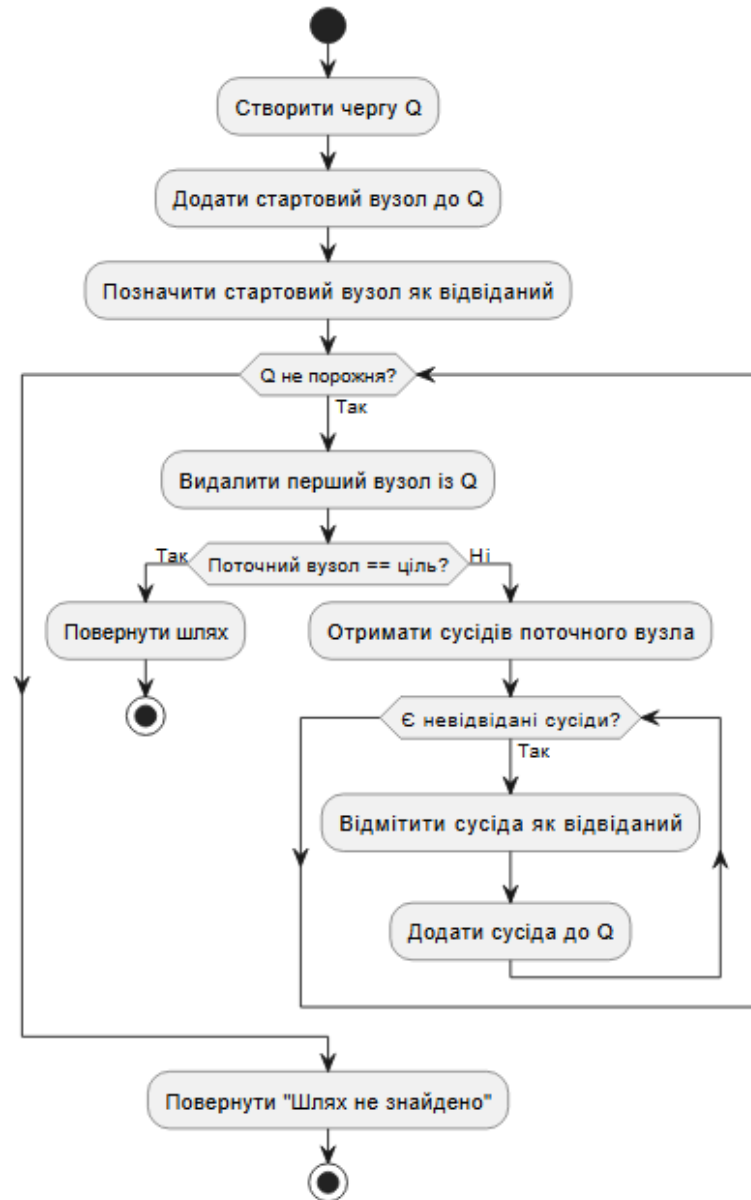 Створити чергу Q
Додати стартовий вузол до Q
Позначити стартовий вузол як відвіданий
Q не порожня?
Так
Видалити перший вузол із Q
Так
Поточний вузол == ціль?
Ні
Повернути шлях
Отримати сусідів поточного вузла
Є невідвідані сусіди?
Так
Відмітити сусіда як відвіданий
Додати сусіда до Q
Повернути "Шлях не знайдено"